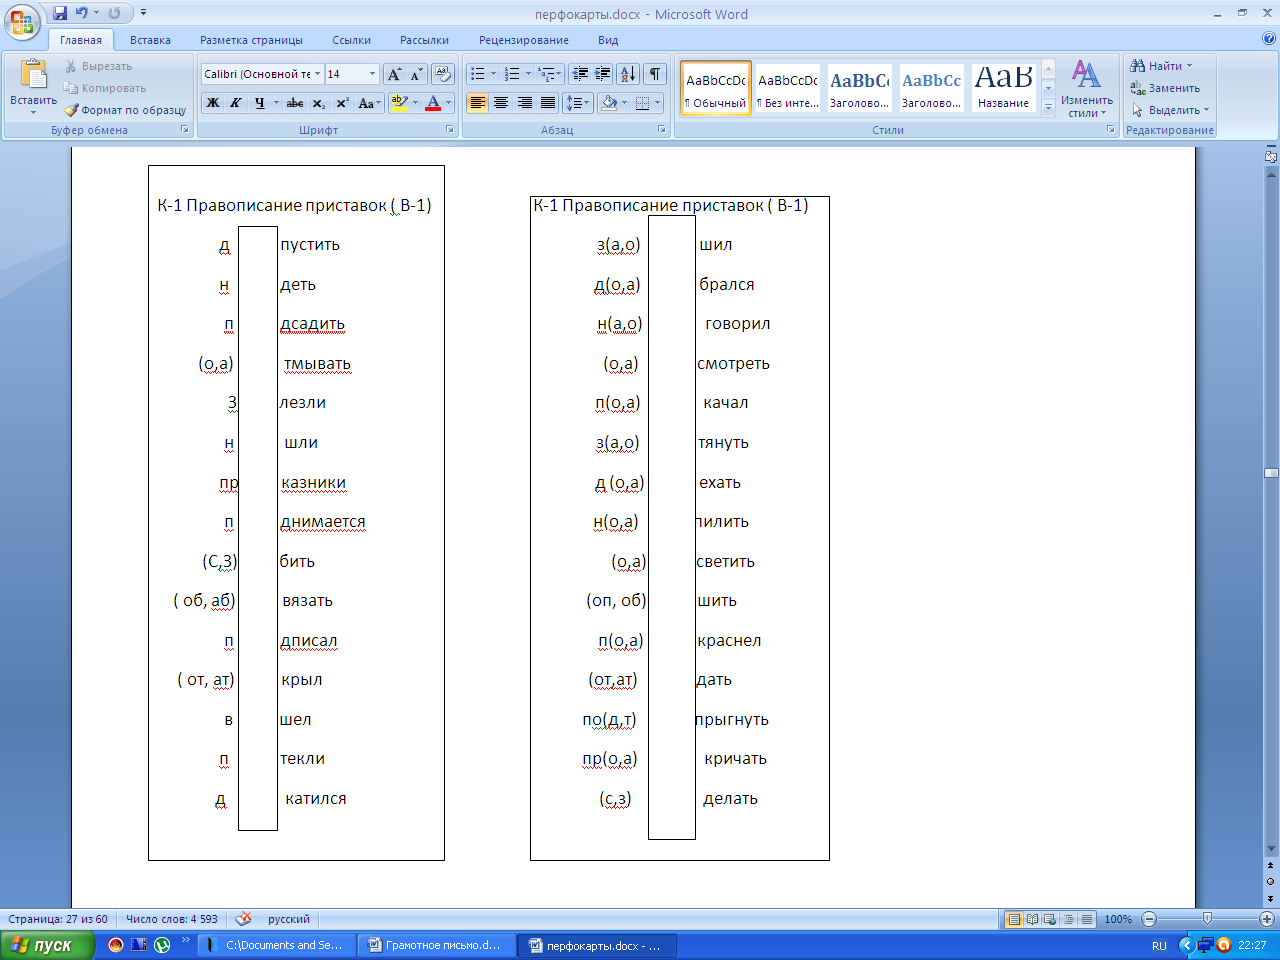 перфокарты.docx - Microsoft Word
Главная Вставка Разметка страницы Ссылки Рассылки Рецензирование Вид
Вставить
Вырезать
Копировать
Формат по образцу
Буфер обмена
Calibri (Основной те 14
Ж К Ч abc x₂ x² Aa
Шрифт
Абзац
AaBbCcDc AaBbCcDc AaBbC AaBbCc AaB
¶ Обычный ¶ Без инте... Заголово... Заголово... Название
Изменить стили
Стили
Найти
Заменить
Выделить
Редактирование
К-1 Правописание приставок ( В-1)
д пустить
н деть
п дсадить
(о,а) тмывать
З лезли
н шли
пр казники
п днимается
(С,З) бить
( об, аб) вязать
п дписал
( от, ат) крыл
в шел
п текли
д катился
К-1 Правописание приставок ( В-1)
з(а,о) шил
д(о,а) брался
н(а,о) говорил
(о,а) смотреть
п(о,а) качал
з(а,о) тянуть
д (о,а) ехать
н(о,а) пилить
(о,а) светить
(оп, об) шить
п(о,а) краснел
(от,ат) дать
по(д,т) прыгнуть
пр(о,а) кричать
(с,з) делать
Страница: 27 из 60 Число слов: 4 593 русский 100%
пуск C:\Documents and Se... Грамотное письмо.d... перфокарты.docx - ... RU 22:27